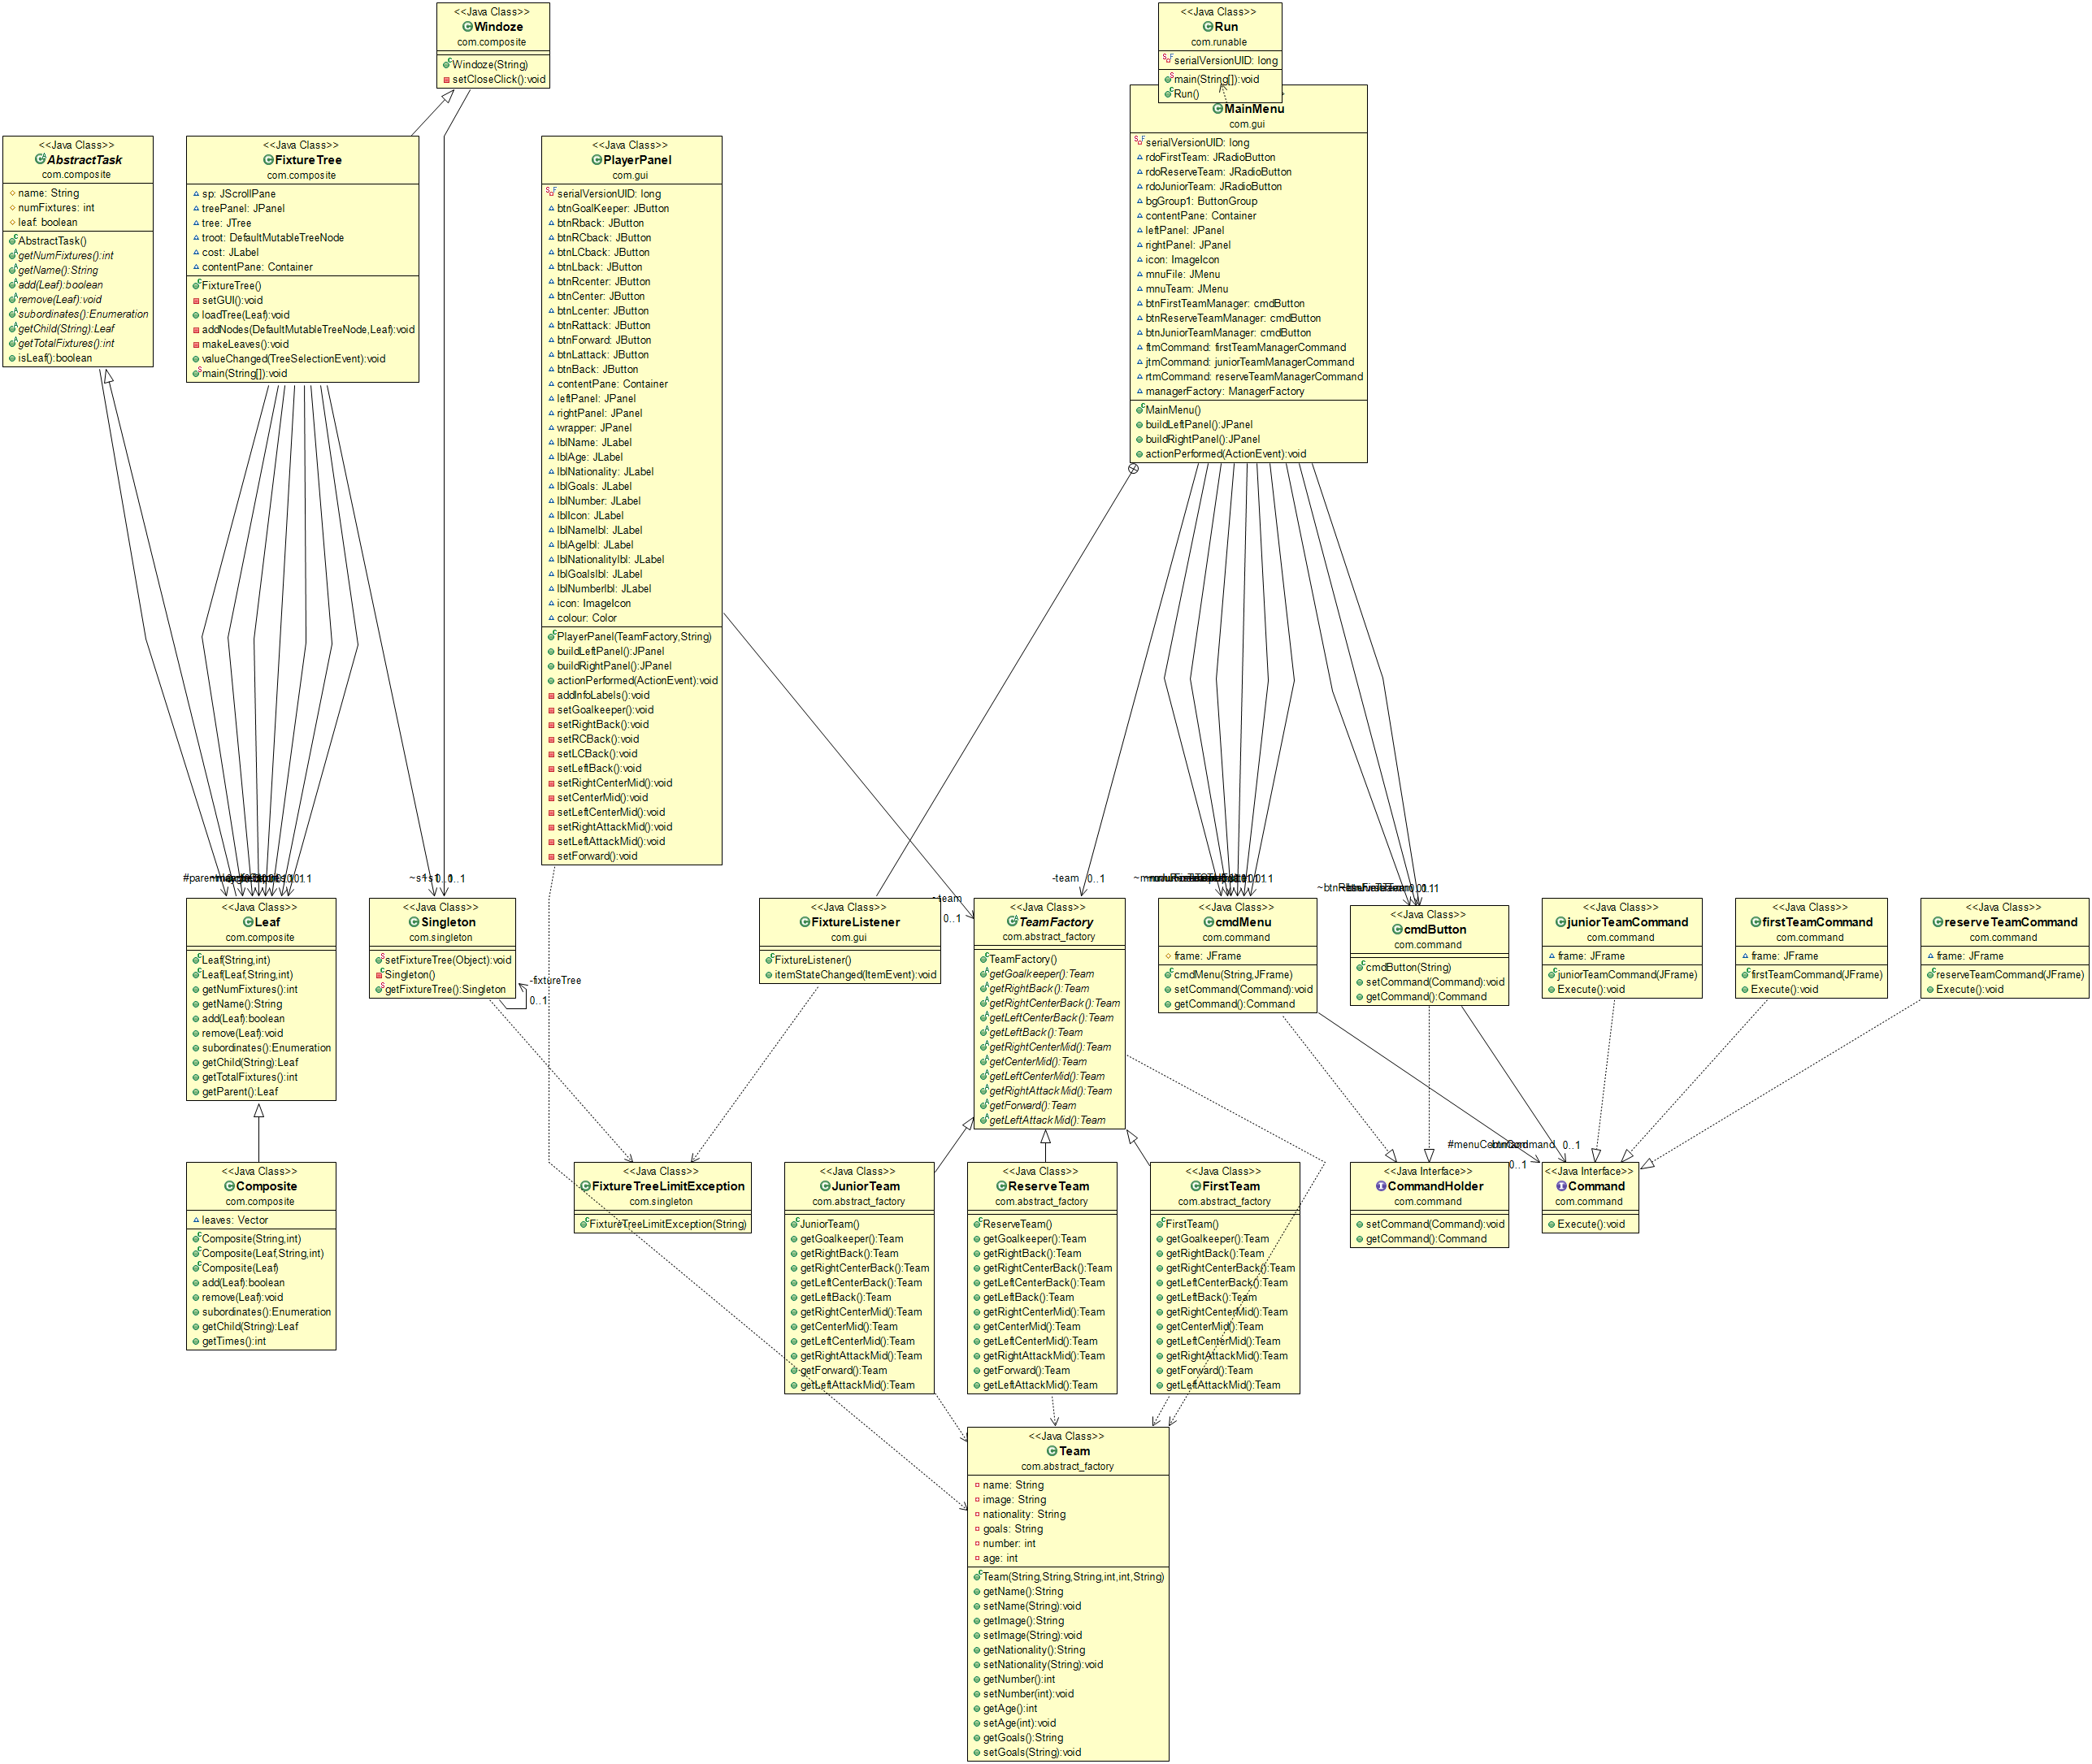 <<Java Class>>
Windoze
com.composite
Windoze(String)
setCloseClick():void
<<Java Class>>
Run
com.runable
serialVersionUID: long
main(String[]):void
Run()
<<Java Class>>
AbstractTask
com.composite
name: String
numFixtures: int
leaf: boolean
AbstractTask()
getNumFixtures():int
getName():String
add(Leaf):boolean
remove(Leaf):void
subordinates():Enumeration
getChild(String):Leaf
getTotalFixtures():int
isLeaf():boolean
<<Java Class>>
FixtureTree
com.composite
sp: JScrollPane
treePanel: JPanel
tree: JTree
troot: DefaultMutableTreeNode
cost: JLabel
contentPane: Container
FixtureTree()
setGUI():void
loadTree(Leaf):void
addNodes(DefaultMutableTreeNode,Leaf):void
makeLeaves():void
valueChanged(TreeSelectionEvent):void
main(String[]):void
<<Java Class>>
PlayerPanel
com.gui
serialVersionUID: long
btnGoalKeeper: JButton
btnRback: JButton
btnRCback: JButton
btnLCback: JButton
btnLback: JButton
btnRcenter: JButton
btnCenter: JButton
btnLcenter: JButton
btnRattack: JButton
btnForward: JButton
btnLattack: JButton
btnBack: JButton
contentPane: Container
leftPanel: JPanel
rightPanel: JPanel
wrapper: JPanel
lblName: JLabel
lblAge: JLabel
lblNationality: JLabel
lblGoals: JLabel
lblNumber: JLabel
lblIcon: JLabel
lblNamelbl: JLabel
lblAgelbl: JLabel
lblNationalitylbl: JLabel
lblGoalslbl: JLabel
lblNumberlbl: JLabel
icon: ImageIcon
colour: Color
PlayerPanel(TeamFactory,String)
buildLeftPanel():JPanel
buildRightPanel():JPanel
actionPerformed(ActionEvent):void
addInfoLabels():void
setGoalkeeper():void
setRightBack():void
setRCBack():void
setLCBack():void
setLeftBack():void
setRightCenterMid():void
setCenterMid():void
setLeftCenterMid():void
setRightAttackMid():void
setLeftAttackMid():void
setForward():void
MainMenu
com.gui
serialVersionUID: long
rdoFirstTeam: JRadioButton
rdoReserveTeam: JRadioButton
rdoJuniorTeam: JRadioButton
bgGroup1: ButtonGroup
contentPane: Container
leftPanel: JPanel
rightPanel: JPanel
icon: ImageIcon
mnuFile: JMenu
mnuTeam: JMenu
btnFirstTeamManager: cmdButton
btnReserveTeamManager: cmdButton
btnJuniorTeamManager: cmdButton
ftmCommand: firstTeamManagerCommand
jtmCommand: juniorTeamManagerCommand
rtmCommand: reserveTeamManagerCommand
managerFactory: ManagerFactory
MainMenu()
buildLeftPanel():JPanel
buildRightPanel():JPanel
actionPerformed(ActionEvent):void
-team 0..1
0..1
<<Java Class>>
Leaf
com.composite
Leaf(String,int)
Leaf(Leaf,String,int)
getNumFixtures():int
getName():String
add(Leaf):boolean
remove(Leaf):void
subordinates():Enumeration
getChild(String):Leaf
getTotalFixtures():int
getParent():Leaf
<<Java Class>>
Singleton
com.singleton
setFixtureTree(Object):void
Singleton()
getFixtureTree():Singleton
-fixtureTree
0..1
<<Java Class>>
FixtureListener
com.gui
FixtureListener()
itemStateChanged(ItemEvent):void
<<Java Class>>
TeamFactory
com.abstract_factory
TeamFactory()
getGoalkeeper():Team
getRightBack():Team
getRightCenterBack():Team
getLeftCenterBack():Team
getLeftBack():Team
getRightCenterMid():Team
getCenterMid():Team
getLeftCenterMid():Team
getRightAttackMid():Team
getForward():Team
getLeftAttackMid():Team
<<Java Class>>
cmdMenu
com.command
frame: JFrame
cmdMenu(String,JFrame)
setCommand(Command):void
getCommand():Command
<<Java Class>>
cmdButton
com.command
cmdButton(String)
setCommand(Command):void
getCommand():Command
<<Java Class>>
juniorTeamCommand
com.command
frame: JFrame
juniorTeamCommand(JFrame)
Execute():void
<<Java Class>>
firstTeamCommand
com.command
frame: JFrame
firstTeamCommand(JFrame)
Execute():void
<<Java Class>>
reserveTeamCommand
com.command
frame: JFrame
reserveTeamCommand(JFrame)
Execute():void
0..1
0..1
<<Java Class>>
Composite
com.composite
leaves: Vector
Composite(String,int)
Composite(Leaf,String,int)
Composite(Leaf)
add(Leaf):boolean
remove(Leaf):void
subordinates():Enumeration
getChild(String):Leaf
getTimes():int
<<Java Class>>
FixtureTreeLimitException
com.singleton
FixtureTreeLimitException(String)
<<Java Class>>
JuniorTeam
com.abstract_factory
JuniorTeam()
getGoalkeeper():Team
getRightBack():Team
getRightCenterBack():Team
getLeftCenterBack():Team
getLeftBack():Team
getRightCenterMid():Team
getCenterMid():Team
getLeftCenterMid():Team
getRightAttackMid():Team
getForward():Team
getLeftAttackMid():Team
<<Java Class>>
ReserveTeam
com.abstract_factory
ReserveTeam()
getGoalkeeper():Team
getRightBack():Team
getRightCenterBack():Team
getLeftCenterBack():Team
getLeftBack():Team
getRightCenterMid():Team
getCenterMid():Team
getLeftCenterMid():Team
getRightAttackMid():Team
getForward():Team
getLeftAttackMid():Team
<<Java Class>>
FirstTeam
com.abstract_factory
FirstTeam()
getGoalkeeper():Team
getRightBack():Team
getRightCenterBack():Team
getLeftCenterBack():Team
getLeftBack():Team
getRightCenterMid():Team
getCenterMid():Team
getLeftCenterMid():Team
getRightAttackMid():Team
getForward():Team
getLeftAttackMid():Team
<<Java Interface>>
CommandHolder
com.command
setCommand(Command):void
getCommand():Command
<<Java Interface>>
Command
com.command
Execute():void
<<Java Class>>
Team
com.abstract_factory
name: String
image: String
nationality: String
goals: String
number: int
age: int
Team(String,String,String,int,int,String)
getName():String
setName(String):void
getImage():String
setImage(String):void
getNationality():String
setNationality(String):void
getNumber():int
setNumber(int):void
getAge():int
setAge(int):void
getGoals():String
setGoals(String):void